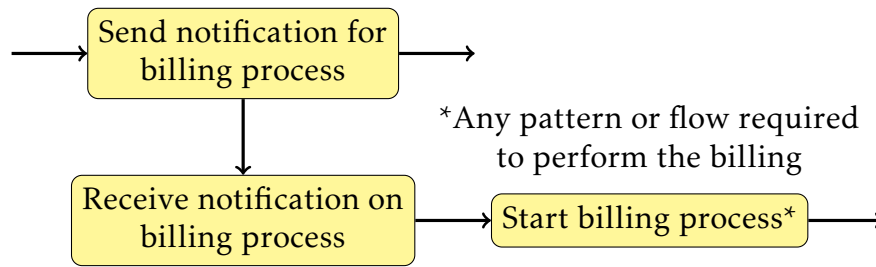 Send notification for
billing process
*Any pattern or flow required
to perform the billing
Receive notification on
billing process
Start billing process*